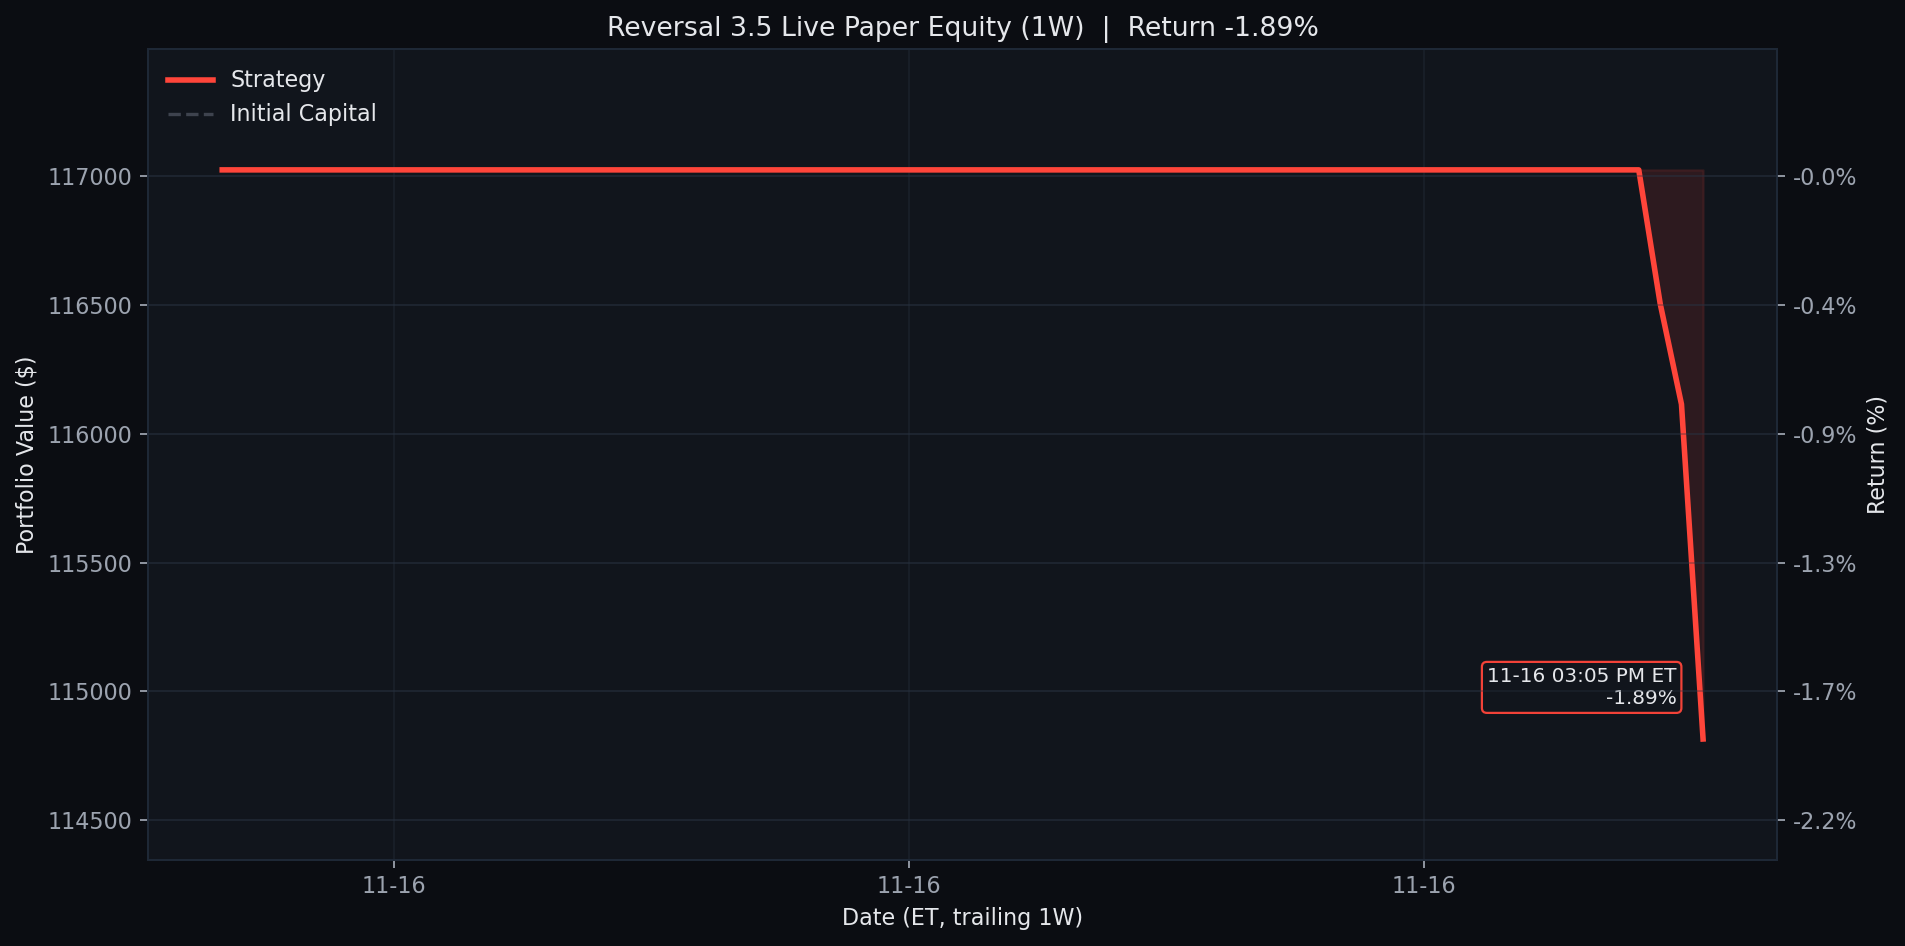 Reversal 3.5 Live Paper Equity (1W)  |  Return -1.89%
Strategy
Initial Capital
117000
116500
116000
115500
115000
114500
Portfolio Value ($)
-0.0%
-0.4%
-0.9%
-1.3%
-1.7%
-2.2%
Return (%)
11-16 03:05 PM ET
-1.89%
11-16
11-16
11-16
Date (ET, trailing 1W)